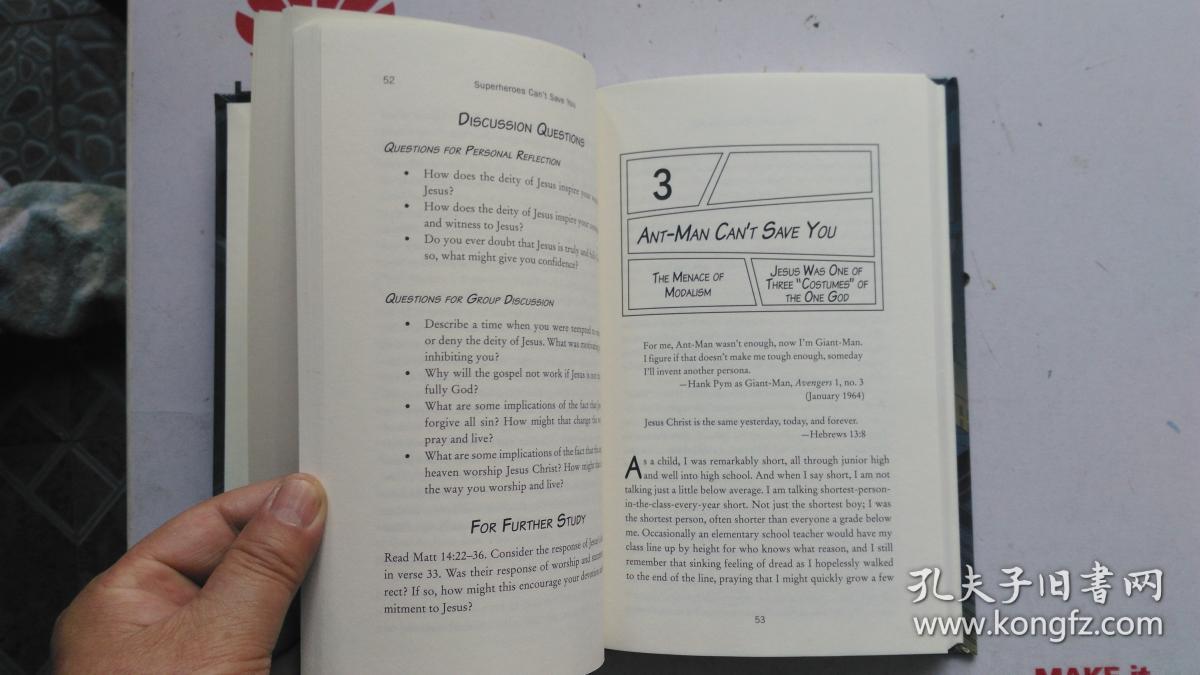 52
Superheroes Can't Save You
DISCUSSION QUESTIONS
QUESTIONS FOR PERSONAL REFLECTION
• How does the deity of Jesus inspire your
Jesus?
• How does the deity of Jesus inspire your
and witness to Jesus?
• Do you ever doubt that Jesus is truly and fully
so, what might give you confidence?
QUESTIONS FOR GROUP DISCUSSION
• Describe a time when you were tempted to
or deny the deity of Jesus. What was motivating
inhibiting you?
• Why will the gospel not work if Jesus is not
fully God?
• What are some implications of the fact that
forgive all sin? How might that change the
pray and live?
• What are some implications of the fact that
heaven worship Jesus Christ? How might
the way you worship and live?
FOR FURTHER STUDY
Read Matt 14:22–36. Consider the response of Jesus'
in verse 33. Was their response of worship and
rect? If so, how might this encourage your devotion
mitment to Jesus?
3
ANT-MAN CAN'T SAVE YOU
THE MENACE OF
MODALISM
JESUS WAS ONE OF
THREE "COSTUMES" OF
THE ONE GOD
For me, Ant-Man wasn't enough, now I'm Giant-Man.
I figure if that doesn't make me tough enough, someday
I'll invent another persona.
—Hank Pym as Giant-Man, Avengers 1, no. 3
(January 1964)
Jesus Christ is the same yesterday, today, and forever.
—Hebrews 13:8
As a child, I was remarkably short, all through junior high
and well into high school. And when I say short, I am not
talking just a little below average. I am talking shortest-person-
in-the-class-every-year short. Not just the shortest boy; I was
the shortest person, often shorter than everyone a grade below
me. Occasionally an elementary school teacher would have my
class line up by height for who knows what reason, and I still
remember that sinking feeling of dread as I hopelessly walked
to the end of the line, praying that I might quickly grow a few
53
孔夫子旧书网
www.kongfz.com
MAKE it